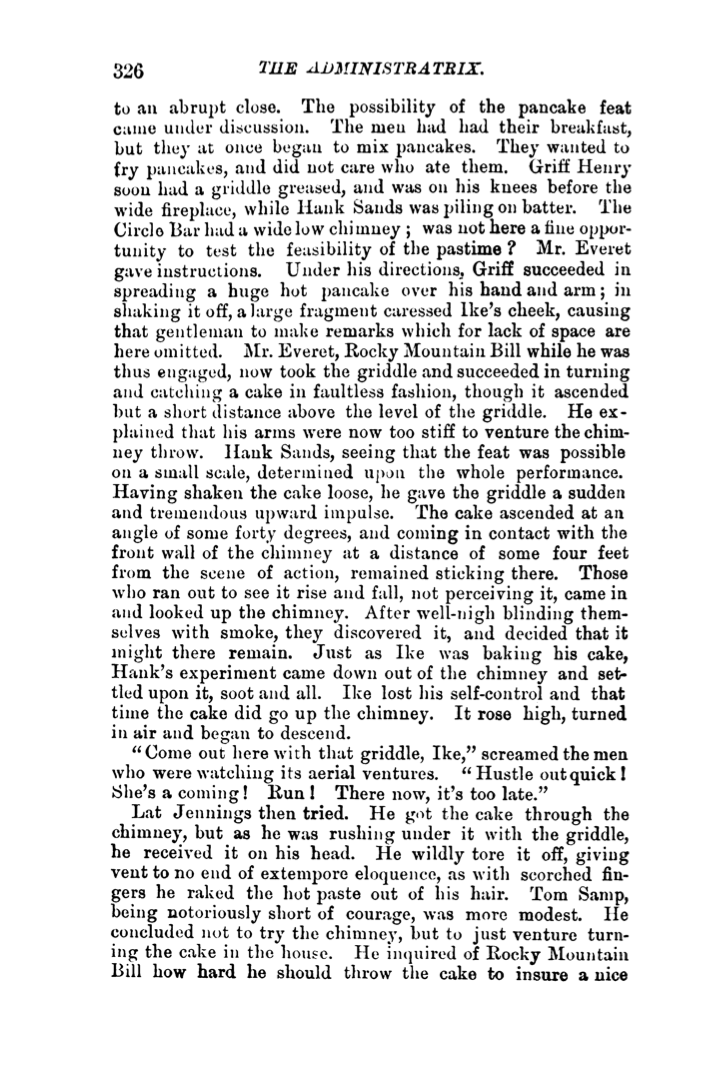 326 THE ADMINISTRATRIX.
to an abrupt close. The possibility of the pancake feat
came under discussion. The men had had their breakfast,
but they at once began to mix pancakes. They wanted to
fry pancakes, and did not care who ate them. Griff Henry
soon had a griddle greased, and was on his knees before the
wide fireplace, while Hank Sands was piling on batter. The
Circle Bar had a wide low chimney; was not here a fine oppor-
tunity to test the feasibility of the pastime? Mr. Everet
gave instructions. Under his directions, Griff succeeded in
spreading a huge hot pancake over his hand and arm; in
shaking it off, a large fragment caressed Ike's cheek, causing
that gentleman to make remarks which for lack of space are
here omitted. Mr. Everet, Rocky Mountain Bill while he was
thus engaged, now took the griddle and succeeded in turning
and catching a cake in faultless fashion, though it ascended
but a short distance above the level of the griddle. He ex-
plained that his arms were now too stiff to venture the chim-
ney throw. Hank Sands, seeing that the feat was possible
on a small scale, determined upon the whole performance.
Having shaken the cake loose, he gave the griddle a sudden
and tremendous upward impulse. The cake ascended at an
angle of some forty degrees, and coming in contact with the
front wall of the chimney at a distance of some four feet
from the scene of action, remained sticking there. Those
who ran out to see it rise and fall, not perceiving it, came in
and looked up the chimney. After well-nigh blinding them-
selves with smoke, they discovered it, and decided that it
might there remain. Just as Ike was baking his cake,
Hank's experiment came down out of the chimney and set-
tled upon it, soot and all. Ike lost his self-control and that
time the cake did go up the chimney. It rose high, turned
in air and began to descend.
"Come out here with that griddle, Ike," screamed the men
who were watching its aerial ventures. "Hustle out quick!
She's a coming! Run! There now, it's too late."
Lat Jennings then tried. He got the cake through the
chimney, but as he was rushing under it with the griddle,
he received it on his head. He wildly tore it off, giving
vent to no end of extempore eloquence, as with scorched fin-
gers he raked the hot paste out of his hair. Tom Samp,
being notoriously short of courage, was more modest. He
concluded not to try the chimney, but to just venture turn-
ing the cake in the house. He inquired of Rocky Mountain
Bill how hard he should throw the cake to insure a nice